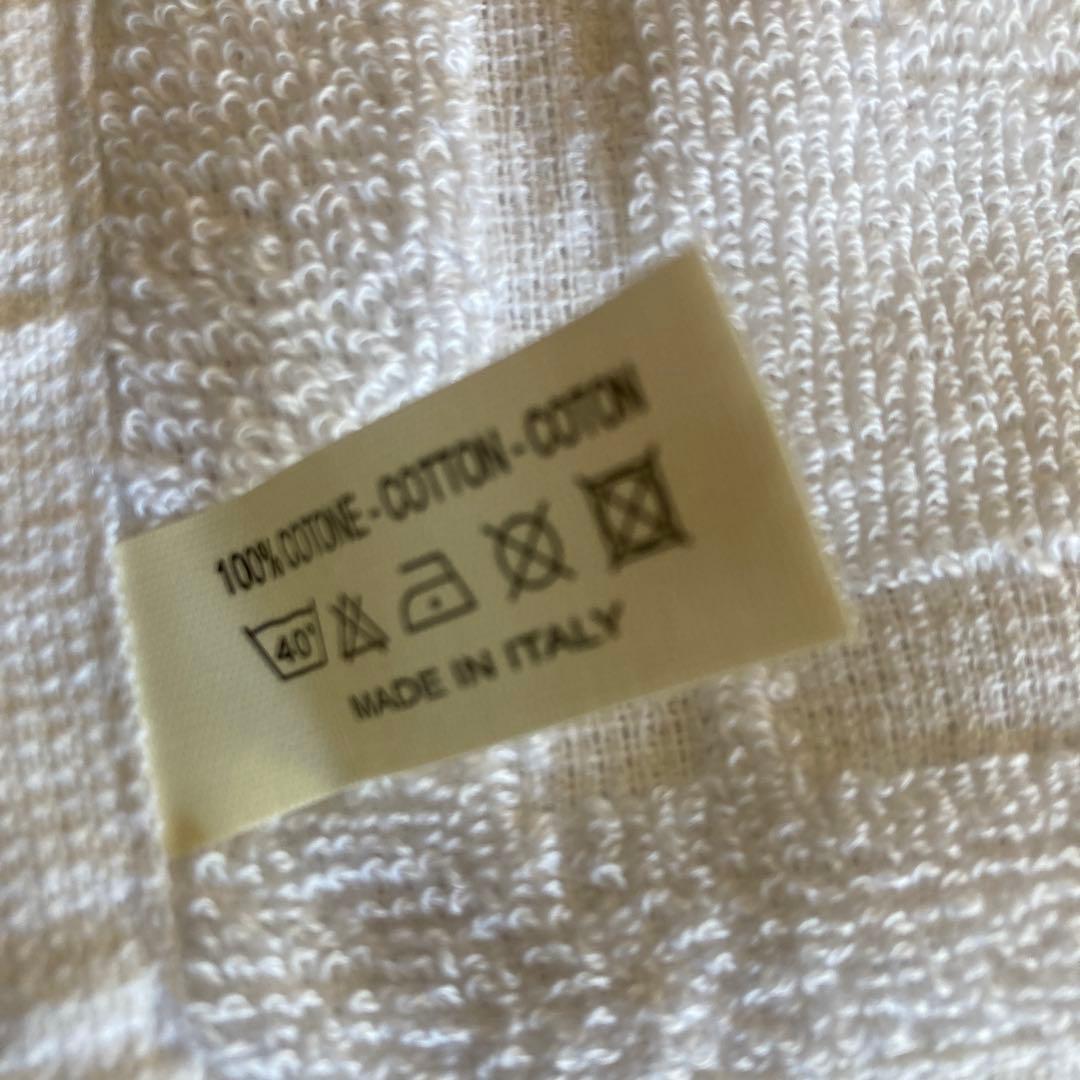 100% COTONE - COTTON - COTON
40°
MADE IN ITALY